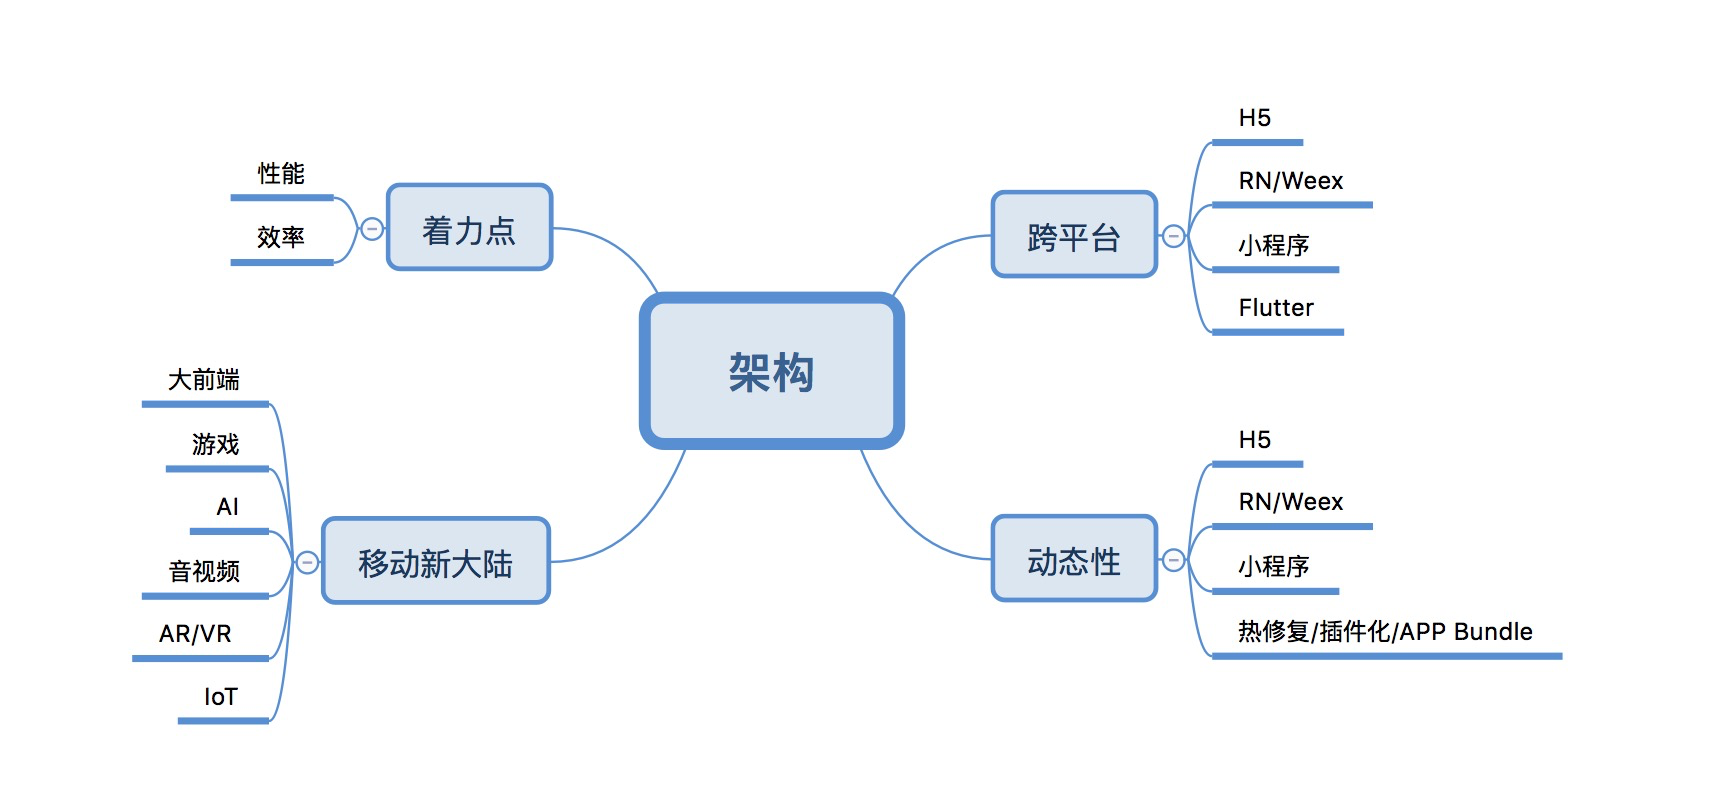 架构
着力点
性能
效率
移动新大陆
大前端
游戏
AI
音视频
AR/VR
IoT
跨平台
H5
RN/Weex
小程序
Flutter
动态性
H5
RN/Weex
小程序
热修复/插件化/APP Bundle